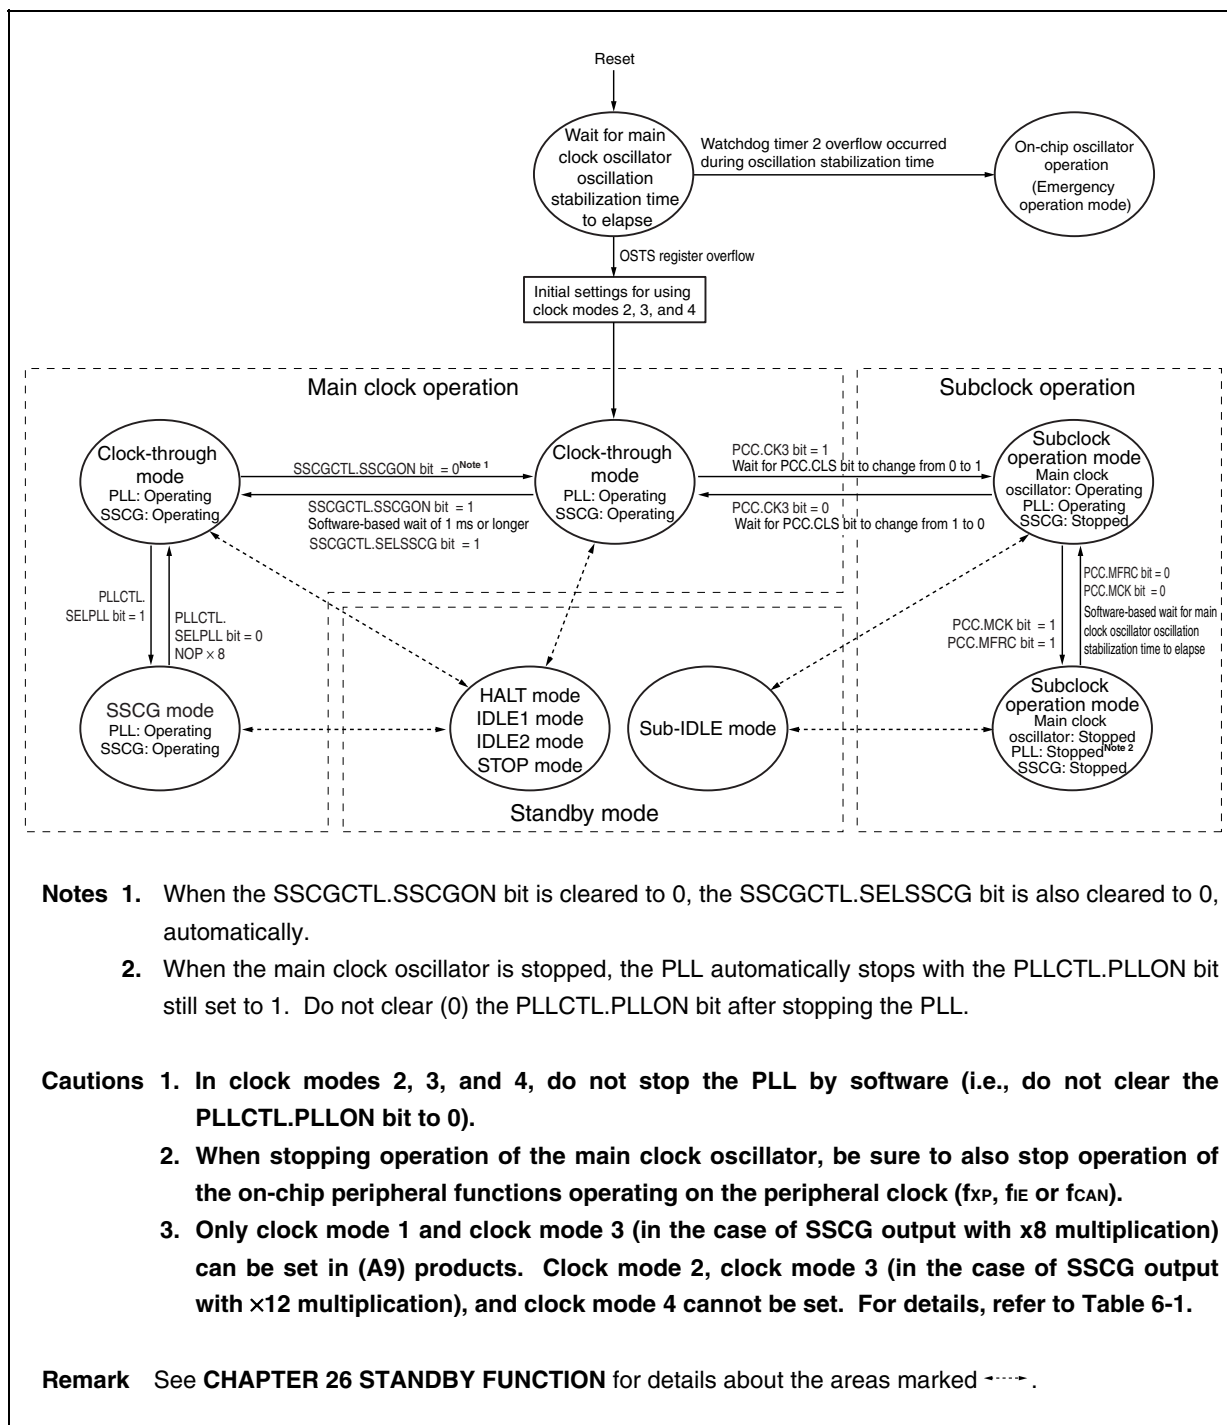 Reset
Wait for main
clock oscillator
oscillation
stabilization time
to elapse
Watchdog timer 2 overflow occurred
during oscillation stabilization time
On-chip oscillator
operation
(Emergency
operation mode)
OSTS register overflow
Initial settings for using
clock modes 2, 3, and 4
Main clock operation
Subclock operation
Clock-through
mode
PLL: Operating
SSCG: Operating
SSCGCTL.SSCGON bit = 0Note 1
SSCGCTL.SSCGON bit = 1
Software-based wait of 1 ms or longer
SSCGCTL.SELSSCG bit = 1
Clock-through
mode
PLL: Operating
SSCG: Operating
PCC.CK3 bit = 1
Wait for PCC.CLS bit to change from 0 to 1
PCC.CK3 bit = 0
Wait for PCC.CLS bit to change from 1 to 0
Subclock
operation mode
Main clock
oscillator: Operating
PLL: Operating
SSCG: Stopped
PLLCTL.
SELPLL bit = 1
PLLCTL.
SELPLL bit = 0
NOP × 8
PCC.MCK bit = 1
PCC.MFRC bit = 1
PCC.MFRC bit = 0
PCC.MCK bit = 0
Software-based wait for main
clock oscillator oscillation
stabilization time to elapse
SSCG mode
PLL: Operating
SSCG: Operating
HALT mode
IDLE1 mode
IDLE2 mode
STOP mode
Sub-IDLE mode
Subclock
operation mode
Main clock
oscillator: Stopped
PLL: StoppedNote 2
SSCG: Stopped
Standby mode
Notes 1. When the SSCGCTL.SSCGON bit is cleared to 0, the SSCGCTL.SELSSCG bit is also cleared to 0,
automatically.
2. When the main clock oscillator is stopped, the PLL automatically stops with the PLLCTL.PLLON bit
still set to 1. Do not clear (0) the PLLCTL.PLLON bit after stopping the PLL.
Cautions 1. In clock modes 2, 3, and 4, do not stop the PLL by software (i.e., do not clear the
PLLCTL.PLLON bit to 0).
2. When stopping operation of the main clock oscillator, be sure to also stop operation of
the on-chip peripheral functions operating on the peripheral clock (fXP, fIE or fCAN).
3. Only clock mode 1 and clock mode 3 (in the case of SSCG output with x8 multiplication)
can be set in (A9) products. Clock mode 2, clock mode 3 (in the case of SSCG output
with ×12 multiplication), and clock mode 4 cannot be set. For details, refer to Table 6-1.
Remark See CHAPTER 26 STANDBY FUNCTION for details about the areas marked .